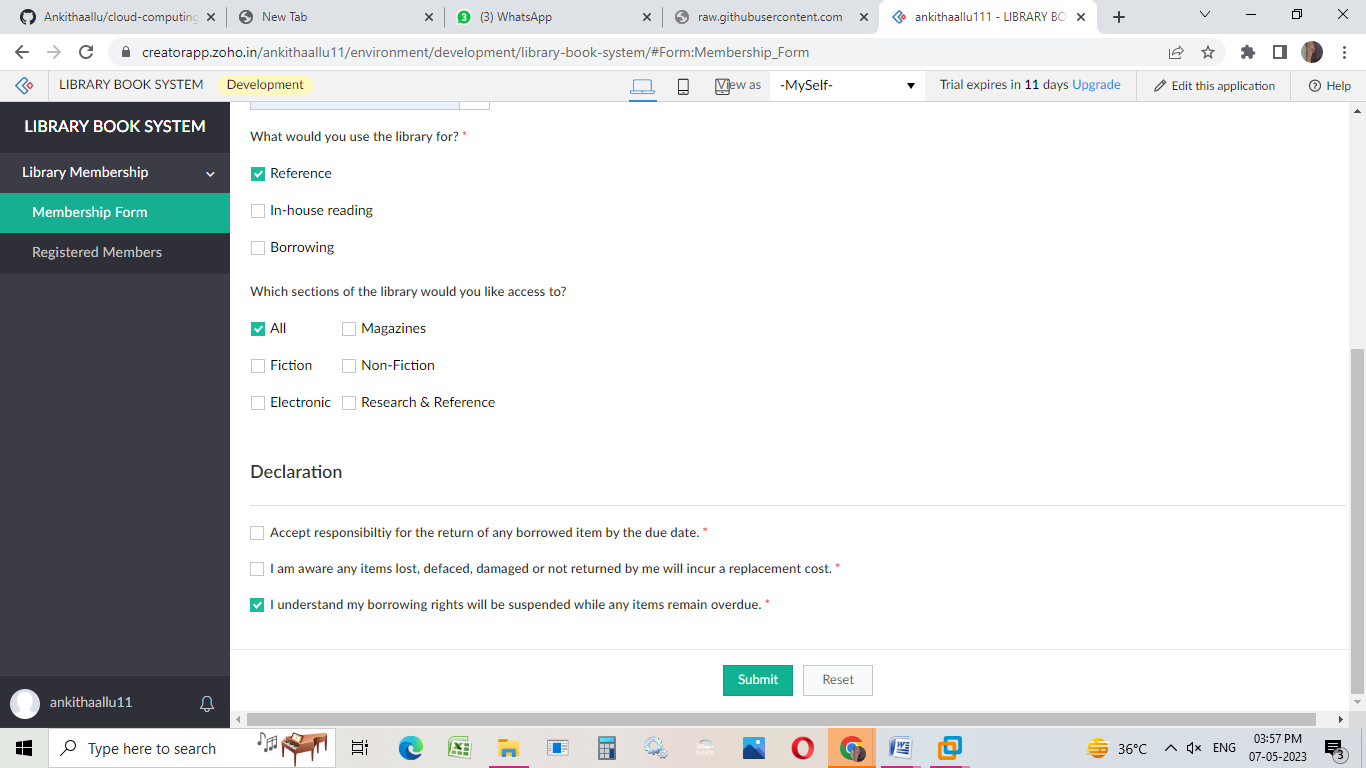 Ankithaallu/cloud-computing
New Tab
(3) WhatsApp
raw.githubusercontent.com
ankithaallu111 - LIBRARY BO
creatorapp.zoho.in/ankithaallu11/environment/development/library-book-system/#Form:Membership_Form
LIBRARY BOOK SYSTEM
Development
View as
-MySelf-
Trial expires in 11 days Upgrade
Edit this application
Help
LIBRARY BOOK SYSTEM
Library Membership
Membership Form
Registered Members
What would you use the library for? *
Reference
In-house reading
Borrowing
Which sections of the library would you like access to?
All Magazines
Fiction Non-Fiction
Electronic Research & Reference
Declaration
Accept responsibiltiy for the return of any borrowed item by the due date. *
I am aware any items lost, defaced, damaged or not returned by me will incur a replacement cost. *
I understand my borrowing rights will be suspended while any items remain overdue. *
Submit Reset
ankithaallu11
Type here to search
36°C
ENG
03:57 PM
07-05-2023
3